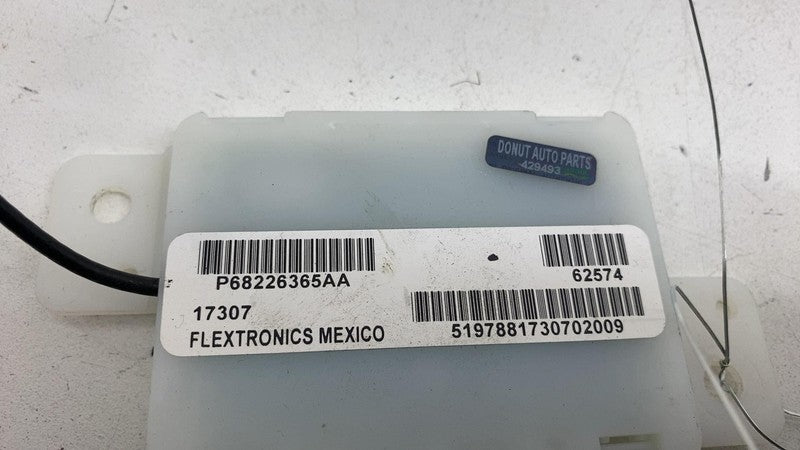 DONUT AUTO PARTS
429493
P68226365AA
62574
17307
5197881730702009
FLEXTRONICS MEXICO